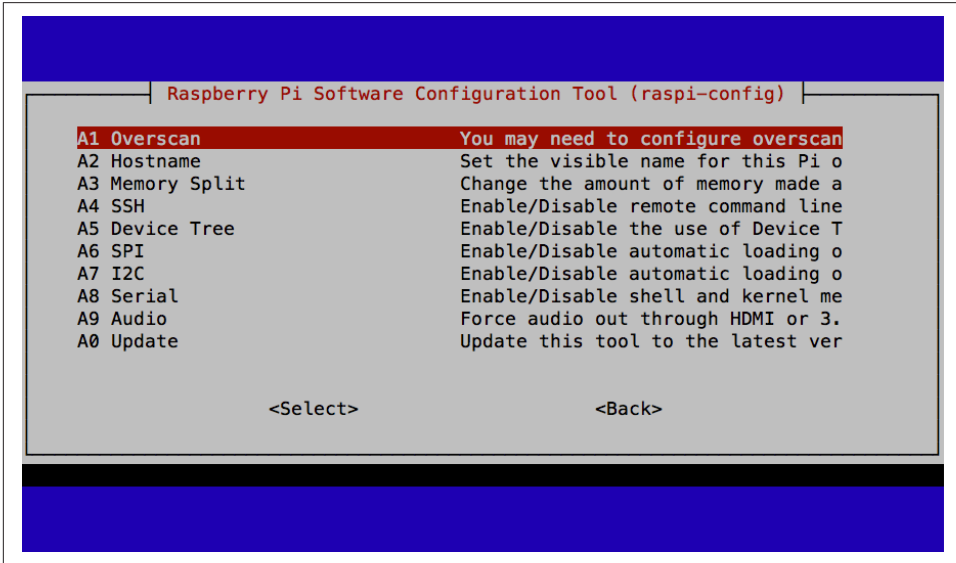 Raspberry Pi Software Configuration Tool (raspi-config)
A1 Overscan You may need to configure overscan
A2 Hostname Set the visible name for this Pi o
A3 Memory Split Change the amount of memory made a
A4 SSH Enable/Disable remote command line
A5 Device Tree Enable/Disable the use of Device T
A6 SPI Enable/Disable automatic loading o
A7 I2C Enable/Disable automatic loading o
A8 Serial Enable/Disable shell and kernel me
A9 Audio Force audio out through HDMI or 3.
A0 Update Update this tool to the latest ver
<Select> <Back>